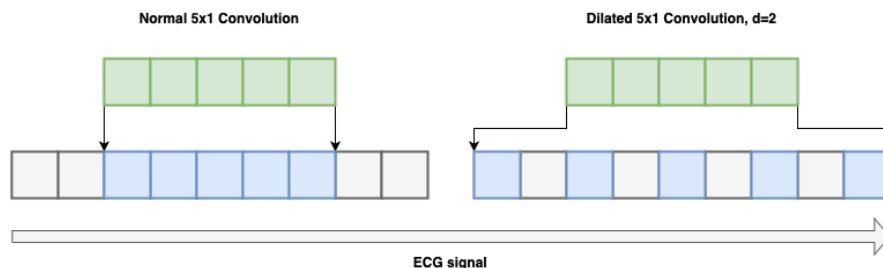 Normal 5x1 Convolution
Dilated 5x1 Convolution, d=2
ECG signal